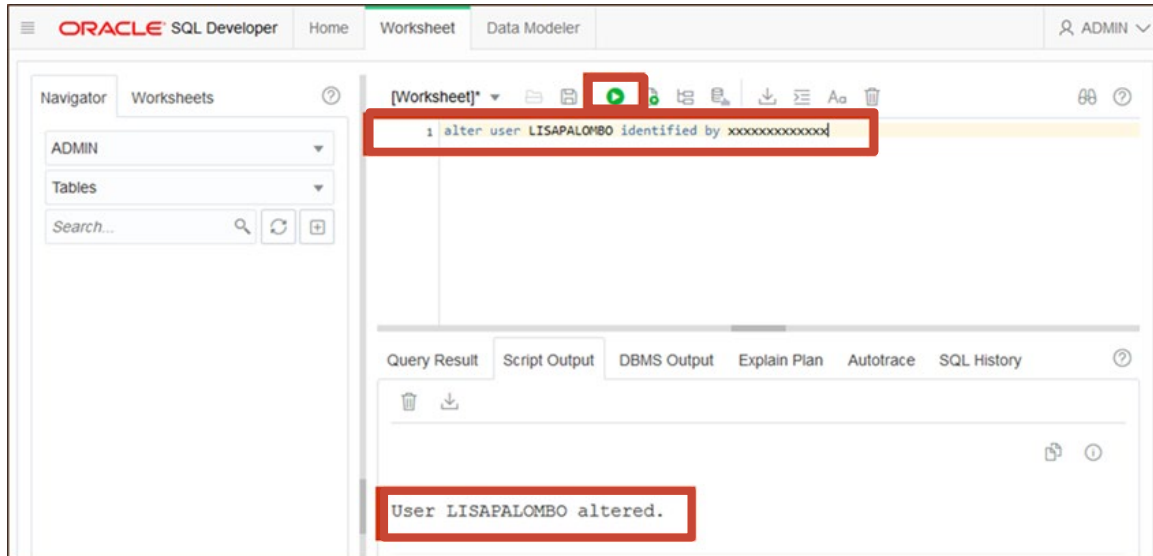 ORACLE® SQL Developer Home Worksheet Data Modeler ADMIN
Navigator Worksheets
[Worksheet]* Aa
ADMIN
1 alter user LISAPALOMBO identified by xxxxxxxxxxxxx
Tables
Search...
Query Result Script Output DBMS Output Explain Plan Autotrace SQL History
User LISAPALOMBO altered.